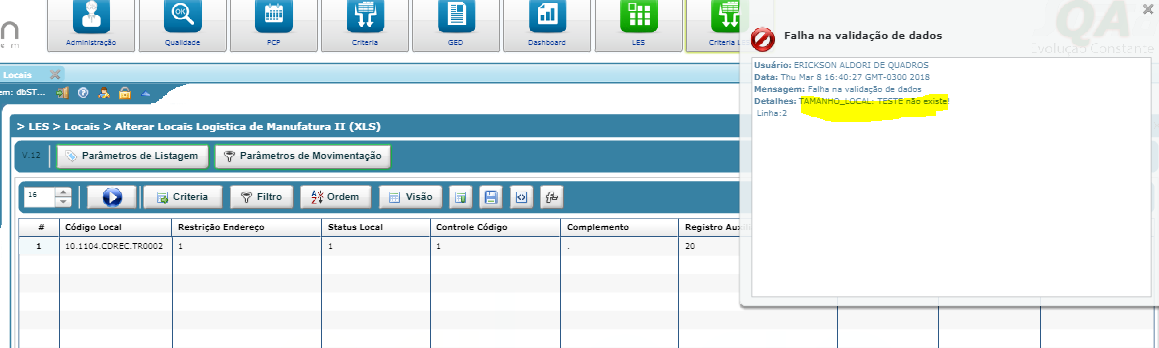 n
Administração
Qualidade
PCP
Criteria
GED
Dashboard
LES
QA
Evolução Constante
Falha na validação de dados
Usuário: ERICKSON ALDORI DE QUADROS
Data: Thu Mar 8 16:40:27 GMT-0300 2018
Mensagem: Falha na validação de dados
Detalhes: TAMANHO_LOCAL: TESTE não existe!
Linha:2
Locais
em: dbST...
> LES > Locais > Alterar Locais Logistica de Manufatura II (XLS)
V.12
Parâmetros de Listagem
Parâmetros de Movimentação
16
Criteria
Filtro
Ordem
Visão
# Código Local Restrição Endereço Status Local Controle Código Complemento Registro
1 10.1104.CDREC.TR0002 1 1 1 . 20